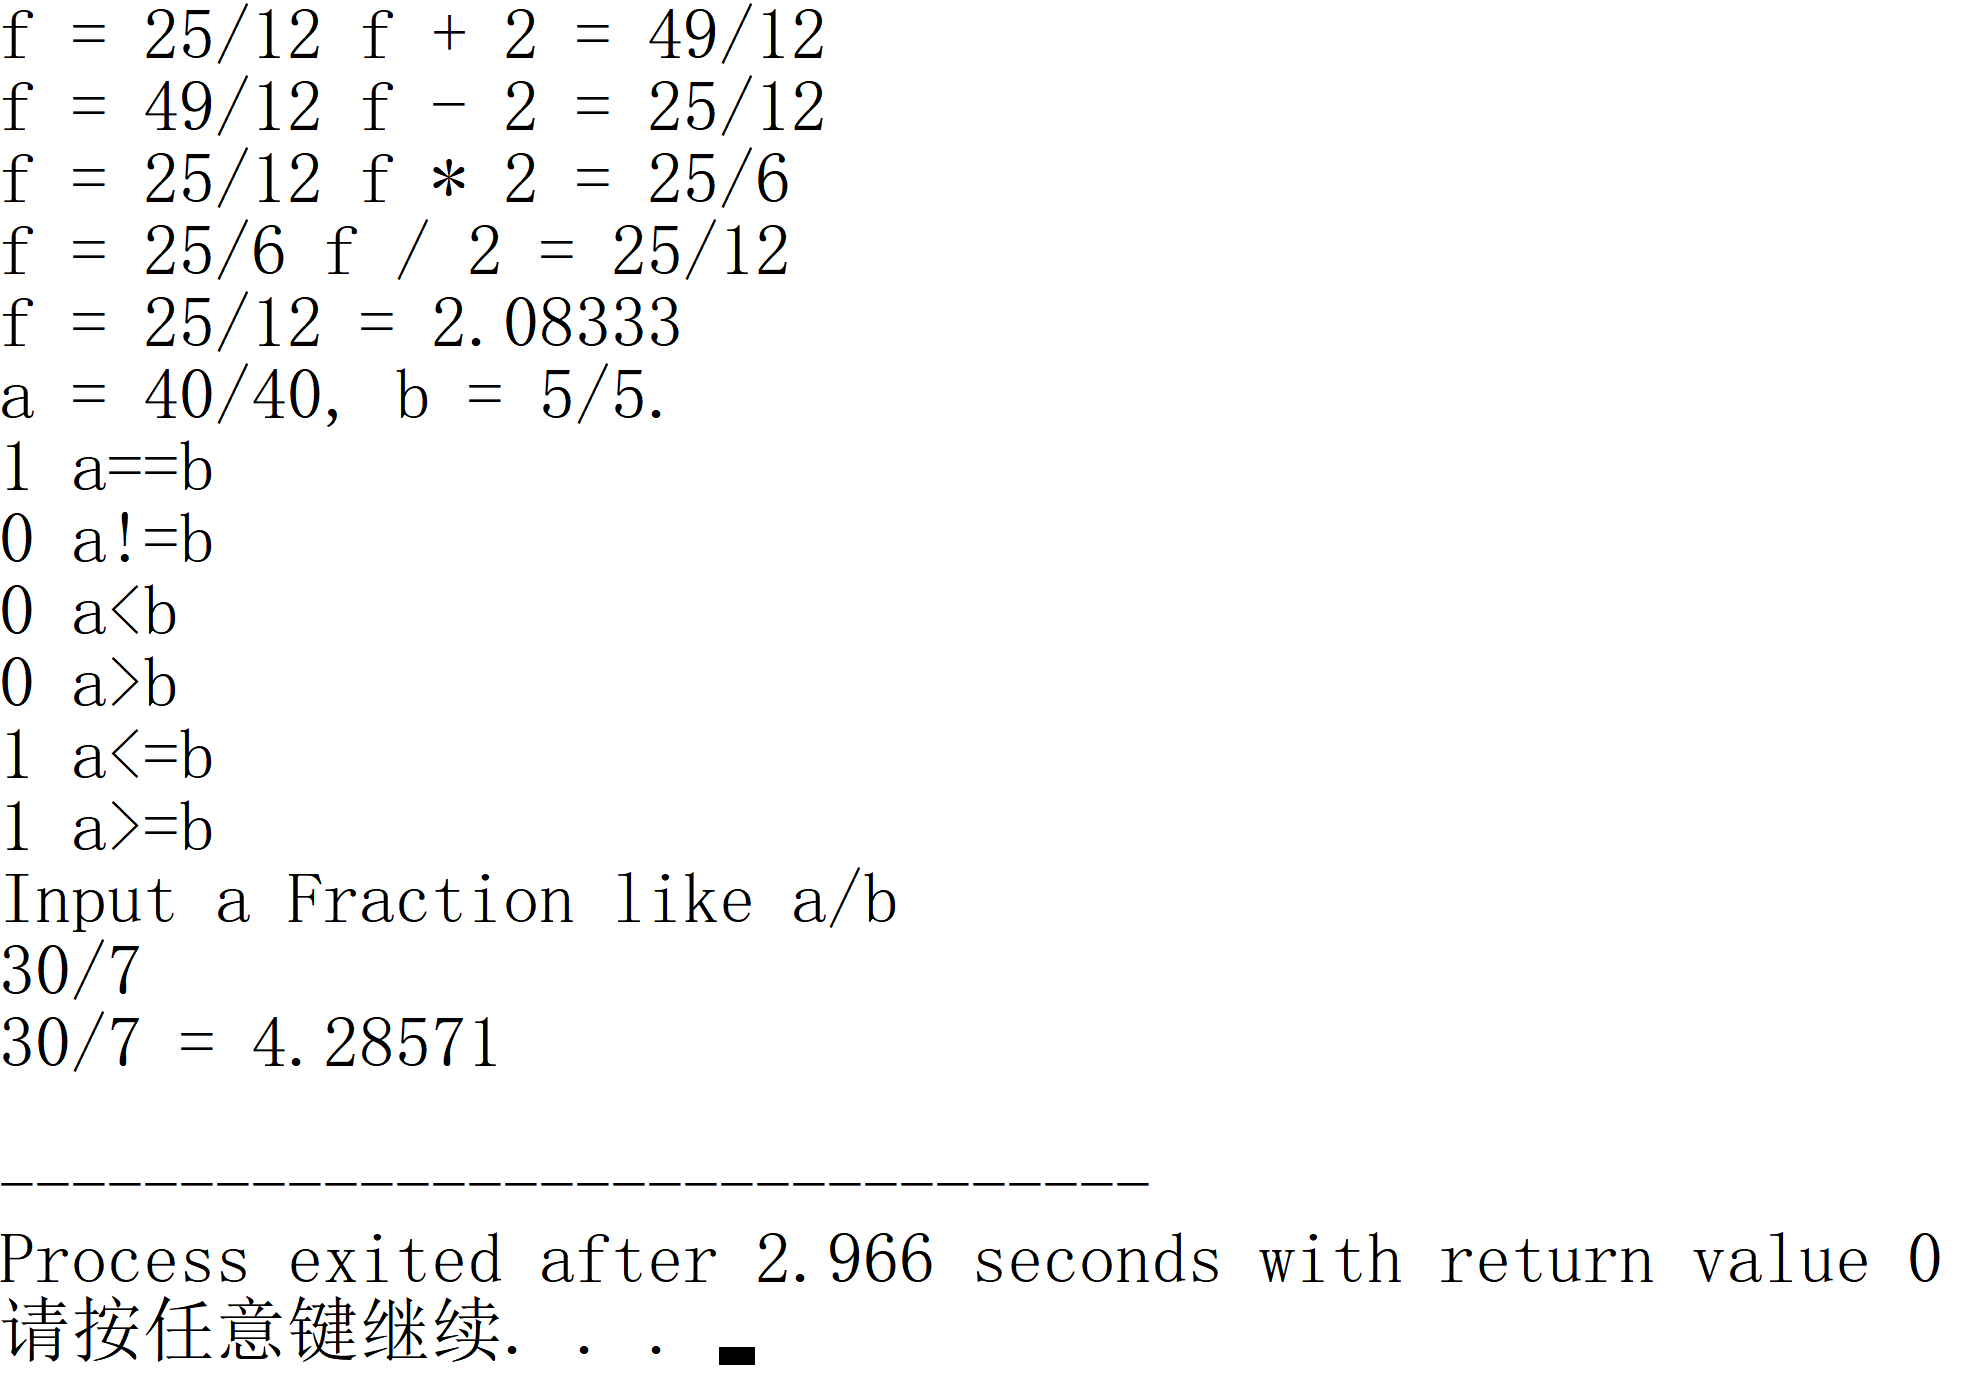 f = 25/12 f + 2 = 49/12
f = 49/12 f - 2 = 25/12
f = 25/12 f * 2 = 25/6
f = 25/6 f / 2 = 25/12
f = 25/12 = 2.08333
a = 40/40, b = 5/5.
1 a==b
0 a!=b
0 a<b
0 a>b
1 a<=b
1 a>=b
Input a Fraction like a/b
30/7
30/7 = 4.28571
--------------------------------
Process exited after 2.966 seconds with return value 0
请按任意键继续. . .